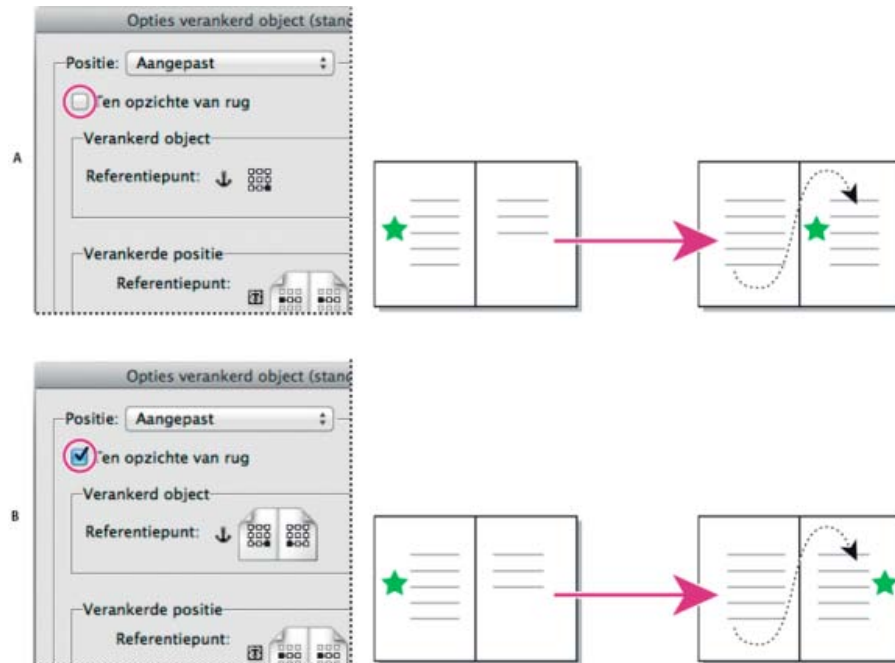 Opties verankerd object (stand
Positie: Aangepast
Ten opzichte van rug
Verankerd object
A
Referentiepunt:
Verankerde positie
Referentiepunt:
Opties verankerd object (stand
Positie: Aangepast
Ten opzichte van rug
Verankerd object
B
Referentiepunt:
Verankerde positie
Referentiepunt: